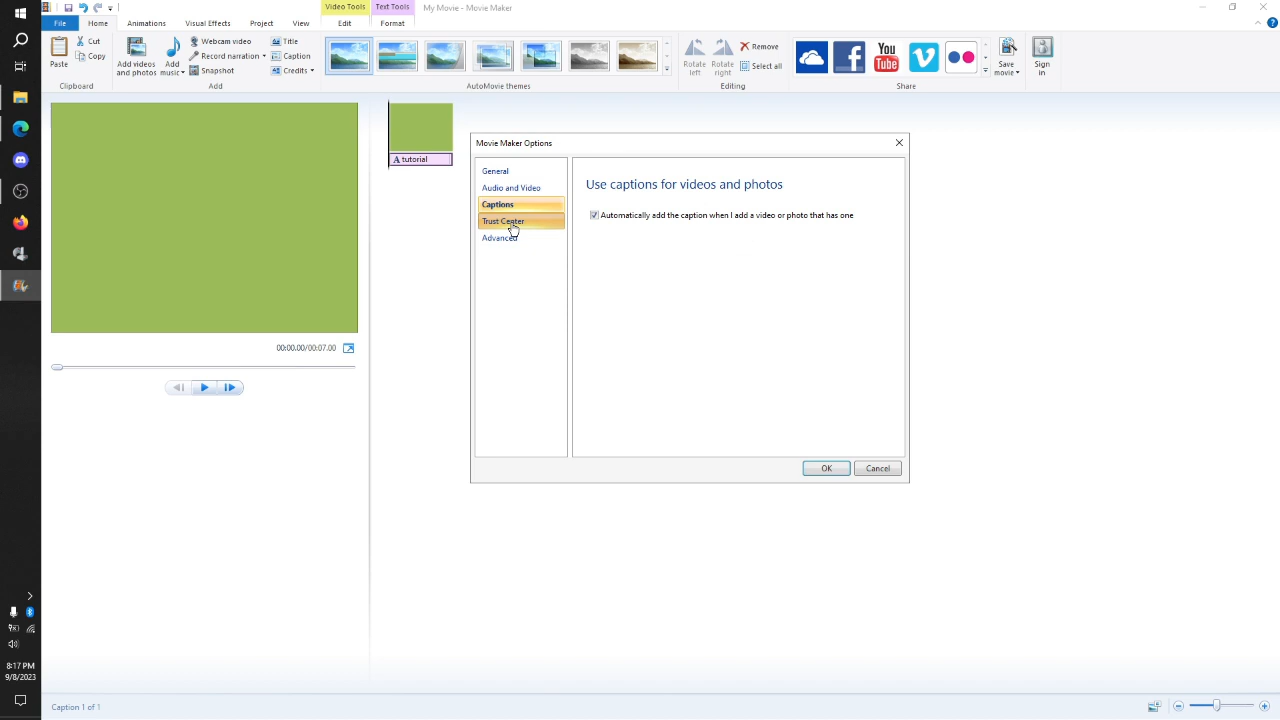 Video Tools
Text Tools
My Movie - Movie Maker
File
Home
Animations
Visual Effects
Project
View
Edit
Format
Paste
Cut
Copy
Clipboard
Add videos
and photos
Add
music
Webcam video
Record narration
Snapshot
Title
Caption
Credits
Add
AutoMovie themes
Rotate
left
Rotate
right
Remove
Select all
Editing
You
Tube
Share
Save
movie
Sign
in
A tutorial
Movie Maker Options
General
Audio and Video
Captions
Trust Center
Advanced
Use captions for videos and photos
Automatically add the caption when I add a video or photo that has one
OK
Cancel
00:00.00/00:07.00
8:17 PM
9/8/2023
Caption 1 of 1